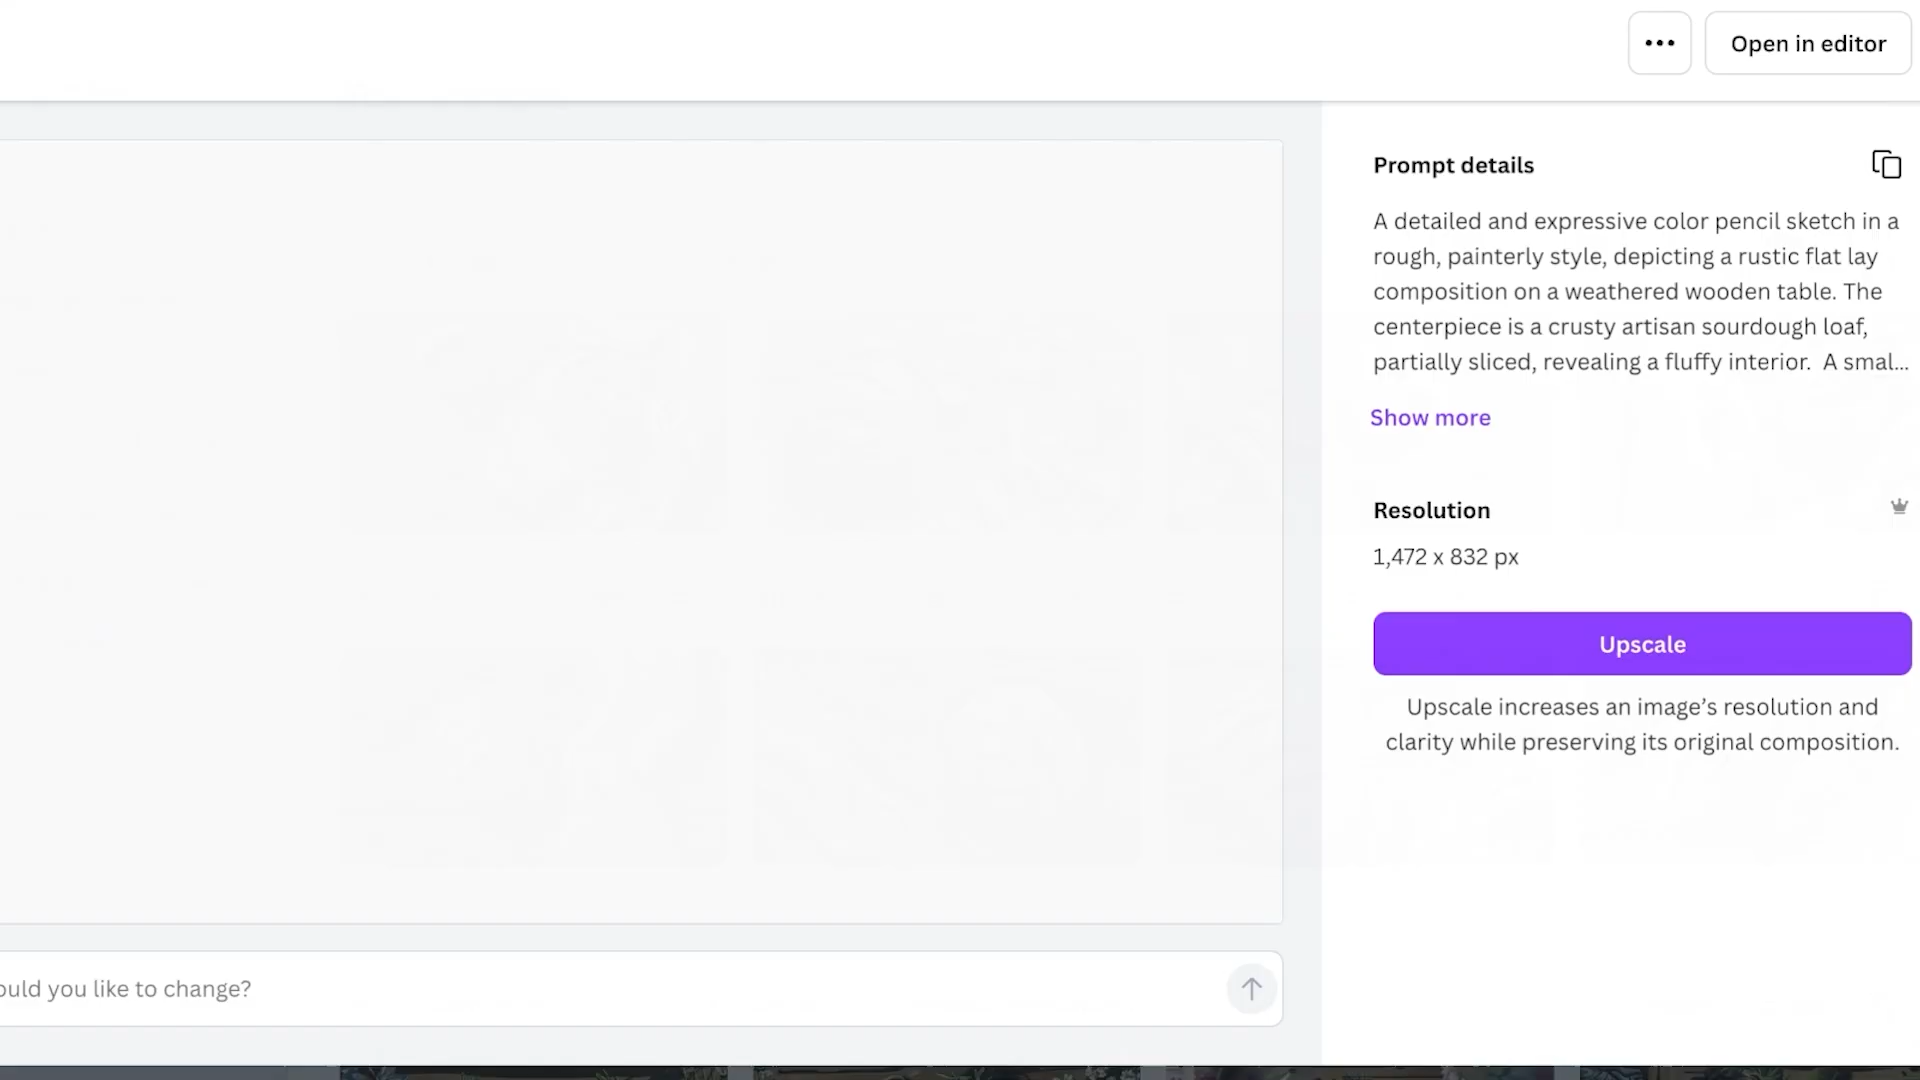 Open in editor
Prompt details
A detailed and expressive color pencil sketch in a
rough, painterly style, depicting a rustic flat lay
composition on a weathered wooden table. The
centerpiece is a crusty artisan sourdough loaf,
partially sliced, revealing a fluffy interior. A smal...
Show more
Resolution
1,472 x 832 px
Upscale
Upscale increases an image’s resolution and
clarity while preserving its original composition.
ould you like to change?